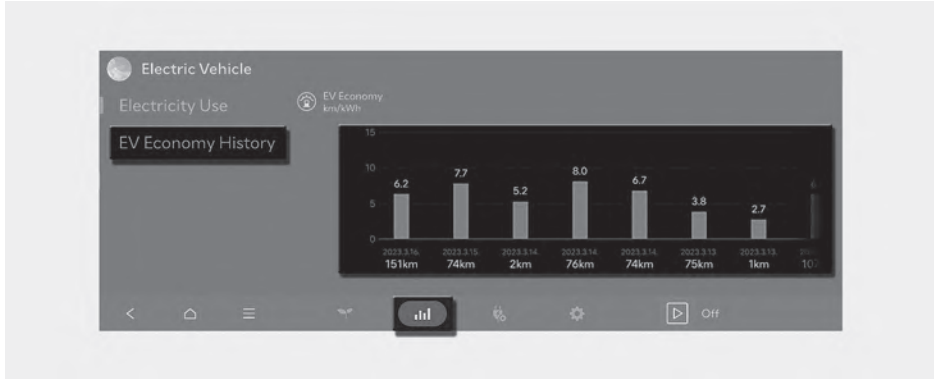 Electric Vehicle
Electricity Use
EV Economy
km/kWh
EV Economy History
15
10
5
0
6.2 7.7 5.2 8.0 6.7 3.8 2.7 6
2023.3.16. 2023.3.15. 2023.3.14. 2023.3.14. 2023.3.14. 2023.3.13. 2023.3.13.
151km 74km 2km 76km 74km 75km 1km
Off